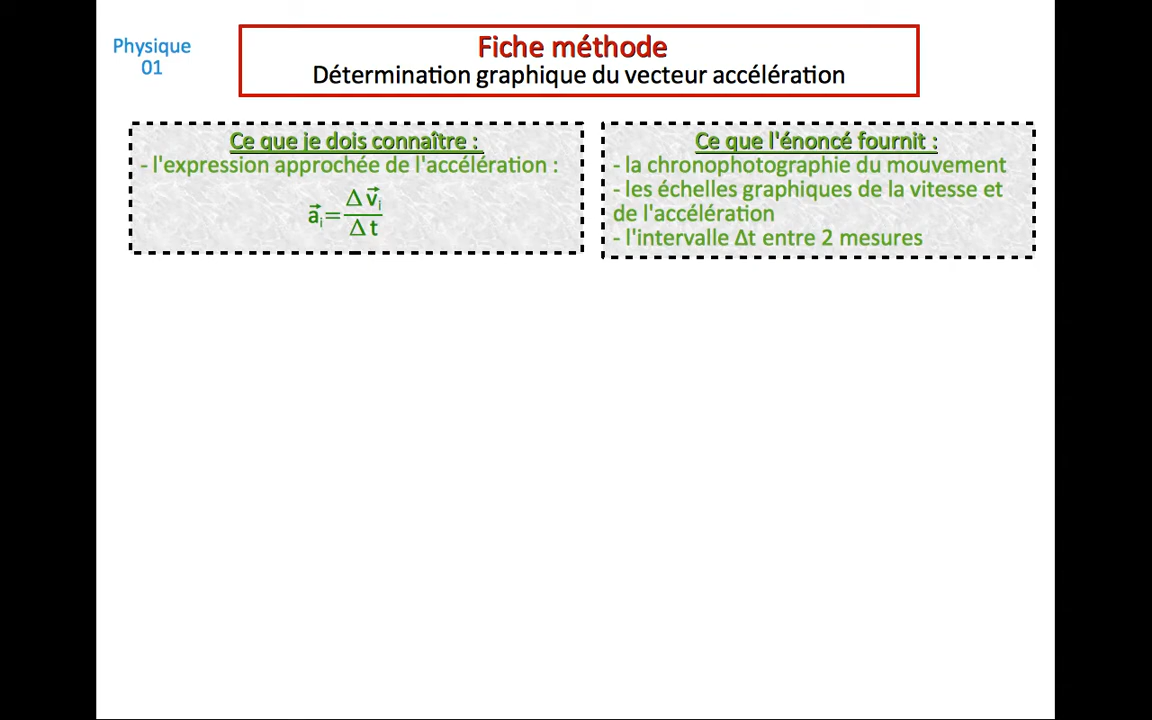 Physique
01
Fiche méthode
Détermination graphique du vecteur accélération
Ce que je dois connaître :
- l'expression approchée de l'accélération :
a⃗ᵢ = Δ v⃗ᵢ / Δ t
Ce que l'énoncé fournit :
- la chronophotographie du mouvement
- les échelles graphiques de la vitesse et
de l'accélération
- l'intervalle Δt entre 2 mesures